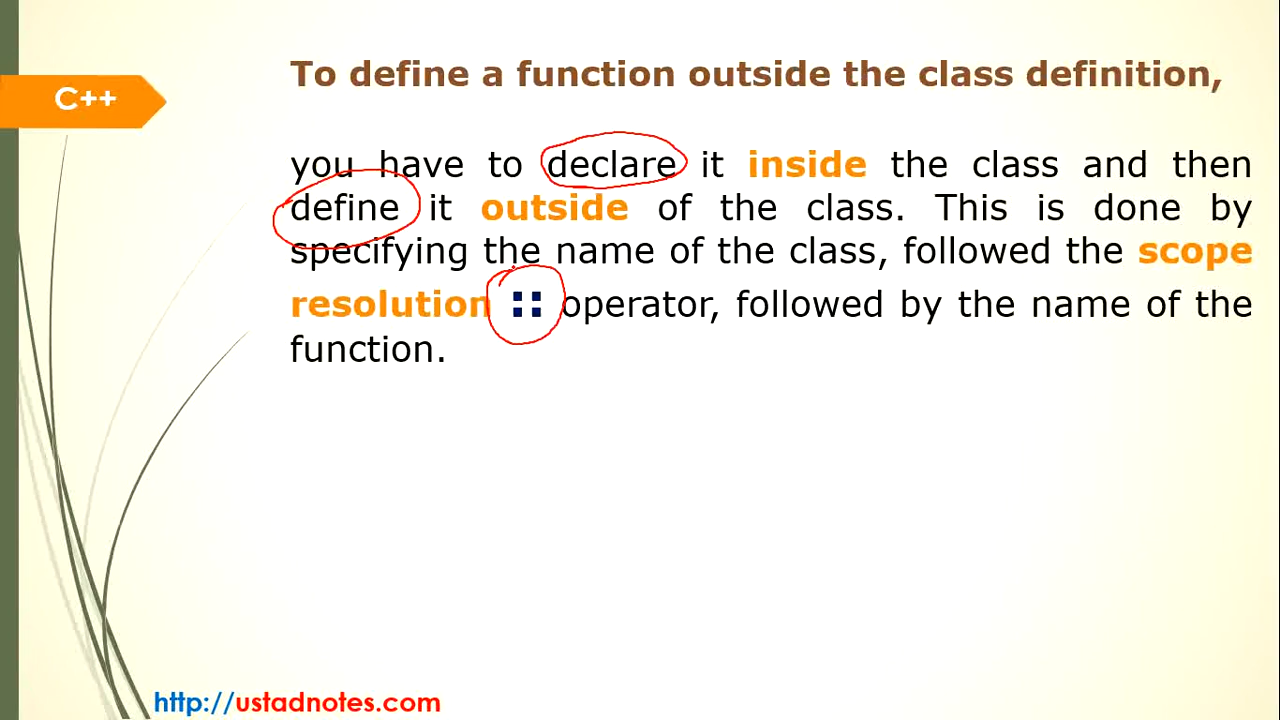 C++
To define a function outside the class definition,
you have to declare it inside the class and then
define it outside of the class. This is done by
specifying the name of the class, followed the scope
resolution :: operator, followed by the name of the
function.
http://ustadnotes.com